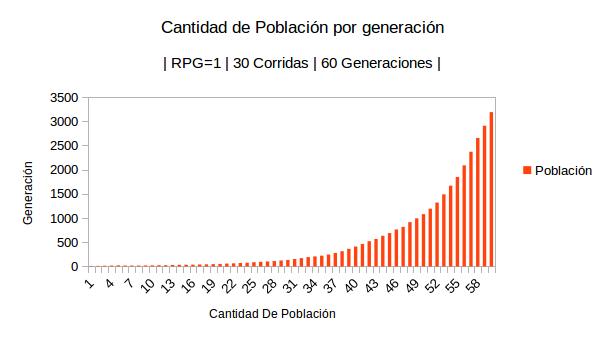 Cantidad de Población por generación
| RPG=1 | 30 Corridas | 60 Generaciones |
3500
3000
2500
2000
1500
1000
500
0
Generación
Población
1 4 7 10 13 16 19 22 25 28 31 34 37 40 43 46 49 52 55 58
Cantidad De Población